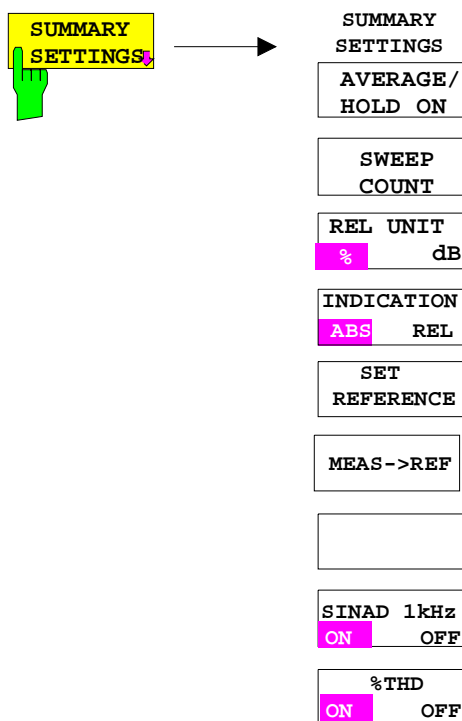 SUMMARY
SETTINGS
SUMMARY
SETTINGS
AVERAGE/
HOLD ON
SWEEP
COUNT
REL UNIT
% dB
INDICATION
ABS REL
SET
REFERENCE
MEAS->REF
SINAD 1kHz
ON OFF
%THD
ON OFF